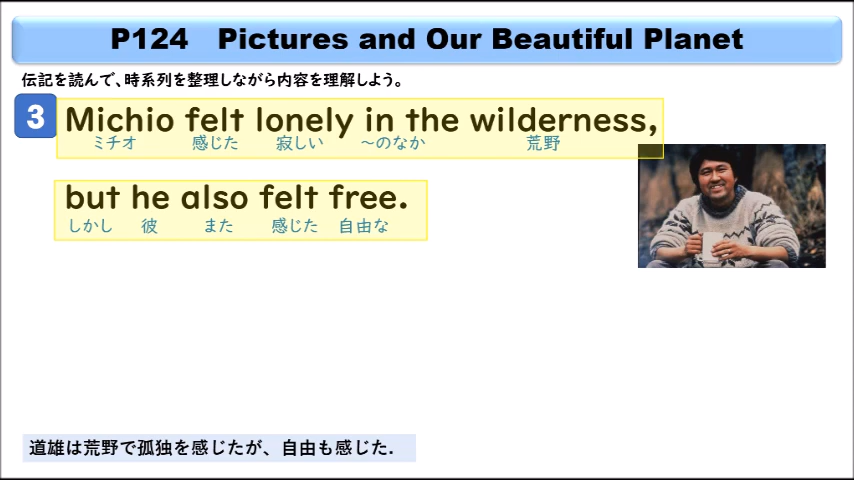 P124 Pictures and Our Beautiful Planet
伝記を読んで、時系列を整理しながら内容を理解しよう。
3 Michio felt lonely in the wilderness,
ミチオ 感じた 寂しい ～のなか 荒野
but he also felt free.
しかし 彼 また 感じた 自由な
道雄は荒野で孤独を感じたが、自由も感じた.